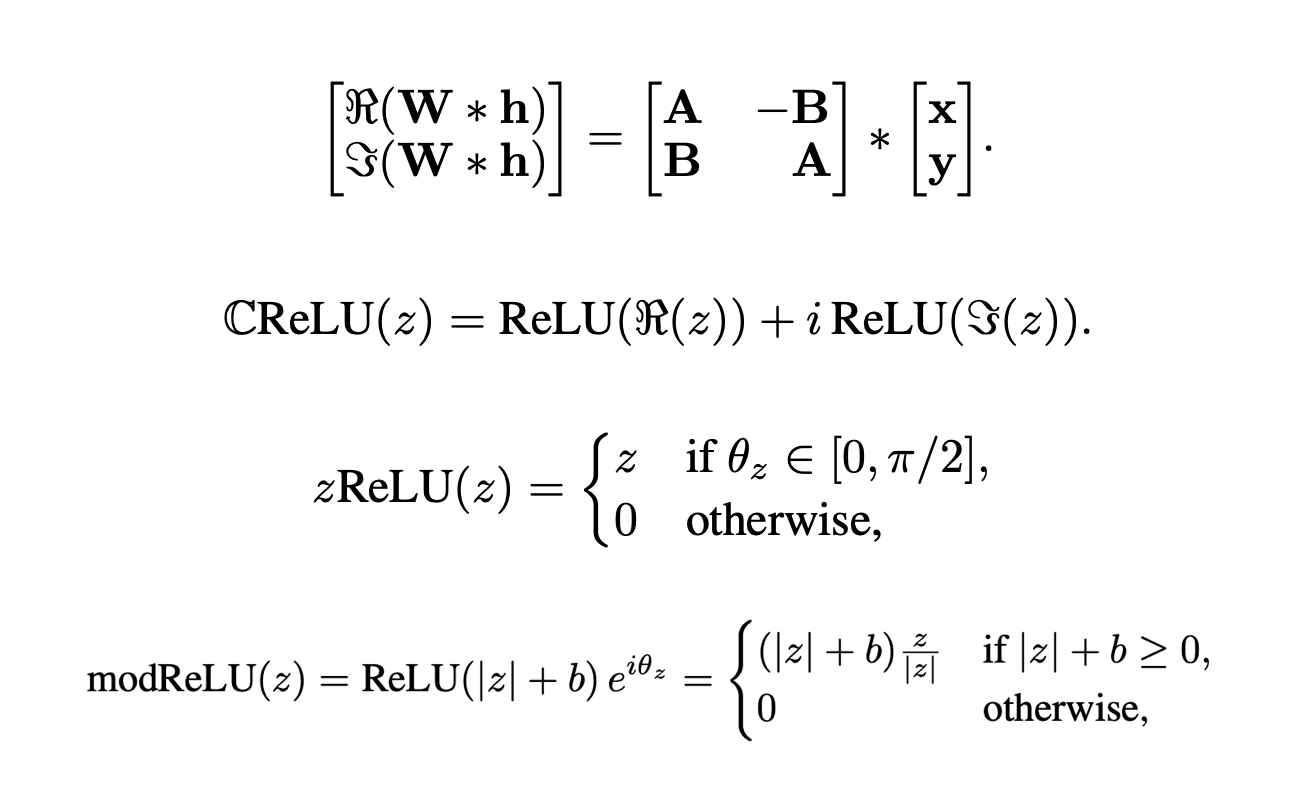 [ℜ(W ∗ h)] = [A −B] ∗ [x]
[ℑ(W ∗ h)] [B A] [y].
ℂReLU(z) = ReLU(ℜ(z)) + i ReLU(ℑ(z)).
zReLU(z) = { z if θ_z ∈ [0, π/2],
0 otherwise,
modReLU(z) = ReLU(|z| + b) e^{iθ_z} = { (|z| + b) z/|z| if |z| + b ≥ 0,
0 otherwise,